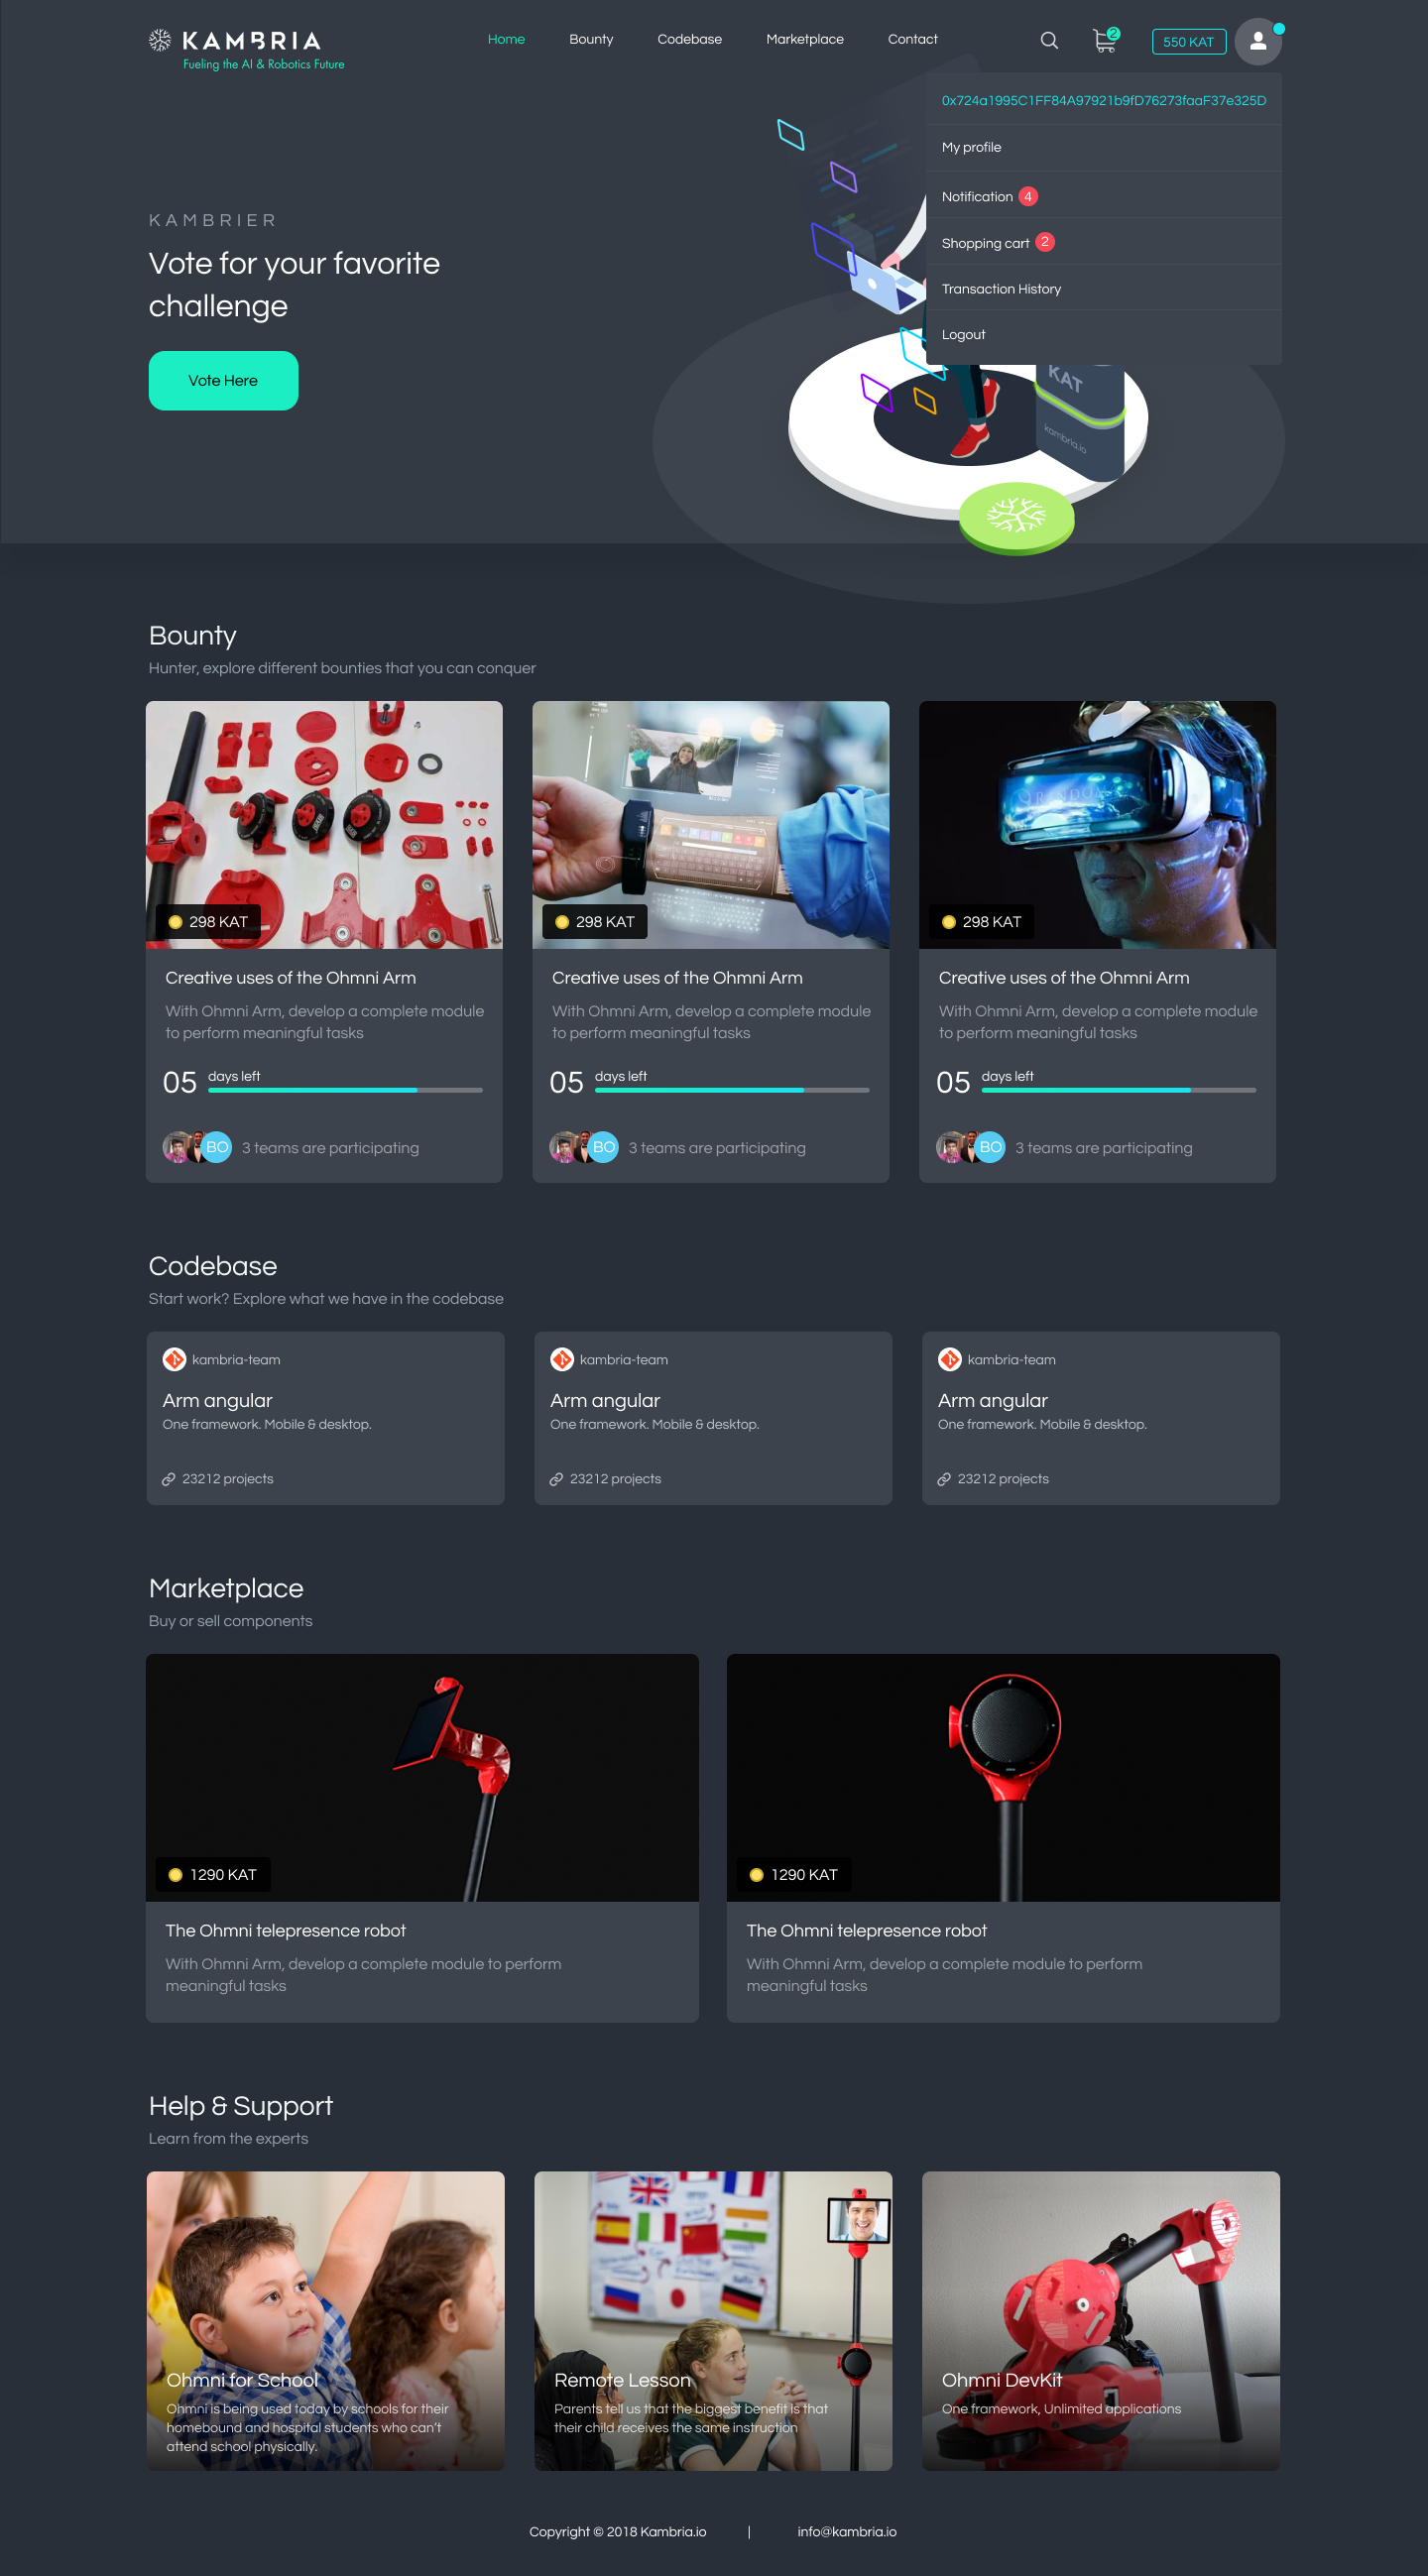 KAMBRIA
Fueling the AI & Robotics Future
Home
Bounty
Codebase
Marketplace
Contact
2
550 KAT
0x724a1995C1FF84A97921b9fD76273faaF37e325D
My profile
Notification 4
Shopping cart 2
Transaction History
Logout
KAMBRIER
Vote for your favorite
challenge
Vote Here
KAT
kambria.io
Bounty
Hunter, explore different bounties that you can conquer
298 KAT
298 KAT
298 KAT
Creative uses of the Ohmni Arm
With Ohmni Arm, develop a complete module
to perform meaningful tasks
05 days left
BO 3 teams are participating
Creative uses of the Ohmni Arm
With Ohmni Arm, develop a complete module
to perform meaningful tasks
05 days left
BO 3 teams are participating
Creative uses of the Ohmni Arm
With Ohmni Arm, develop a complete module
to perform meaningful tasks
05 days left
BO 3 teams are participating
Codebase
Start work? Explore what we have in the codebase
kambria-team
Arm angular
One framework. Mobile & desktop.
23212 projects
kambria-team
Arm angular
One framework. Mobile & desktop.
23212 projects
kambria-team
Arm angular
One framework. Mobile & desktop.
23212 projects
Marketplace
Buy or sell components
1290 KAT
The Ohmni telepresence robot
With Ohmni Arm, develop a complete module to perform
meaningful tasks
1290 KAT
The Ohmni telepresence robot
With Ohmni Arm, develop a complete module to perform
meaningful tasks
Help & Support
Learn from the experts
Ohmni for School
Ohmni is being used today by schools for their
homebound and hospital students who can't
attend school physically.
Remote Lesson
Parents tell us that the biggest benefit is that
their child receives the same instruction
Ohmni DevKit
One framework, Unlimited applications
Copyright © 2018 Kambria.io | info@kambria.io